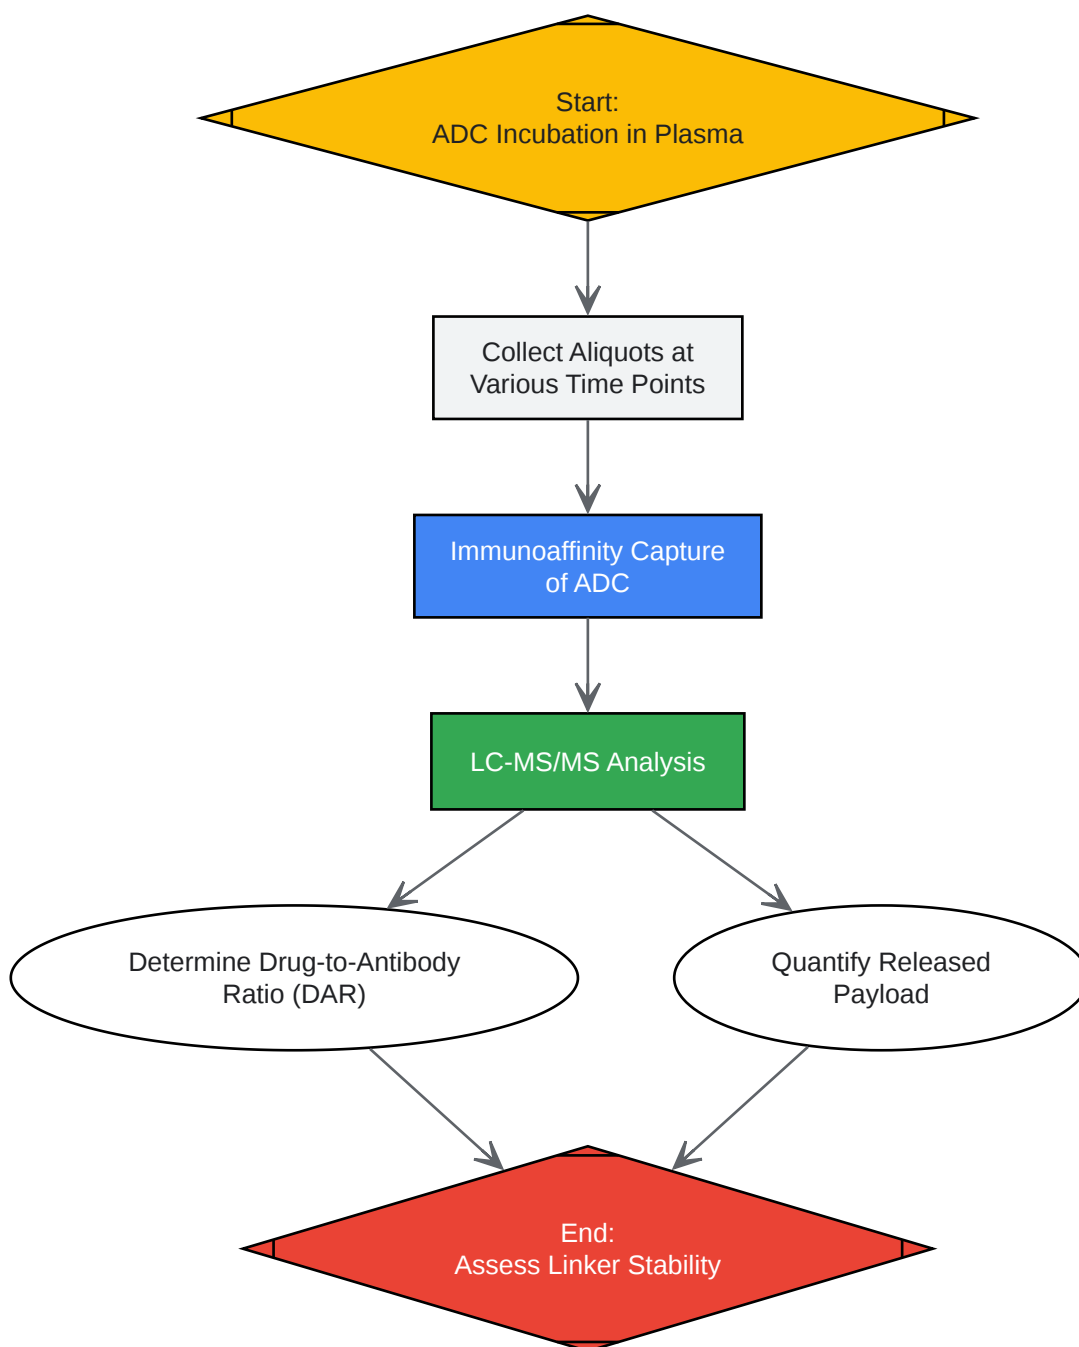 Start:
ADC Incubation in Plasma
Collect Aliquots at
Various Time Points
Immunoaffinity Capture
of ADC
LC-MS/MS Analysis
Determine Drug-to-Antibody
Ratio (DAR)
Quantify Released
Payload
End:
Assess Linker Stability